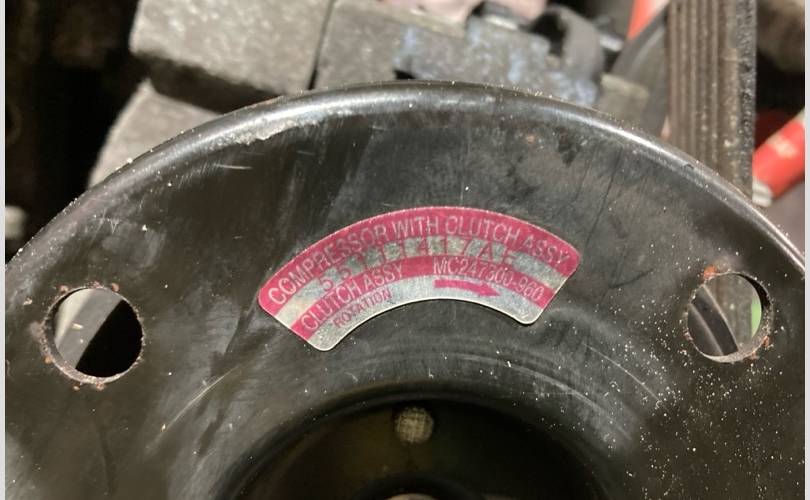 COMPRESSOR WITH CLUTCH ASSY
CLUTCH ASSY MC247300-960
ROTATION